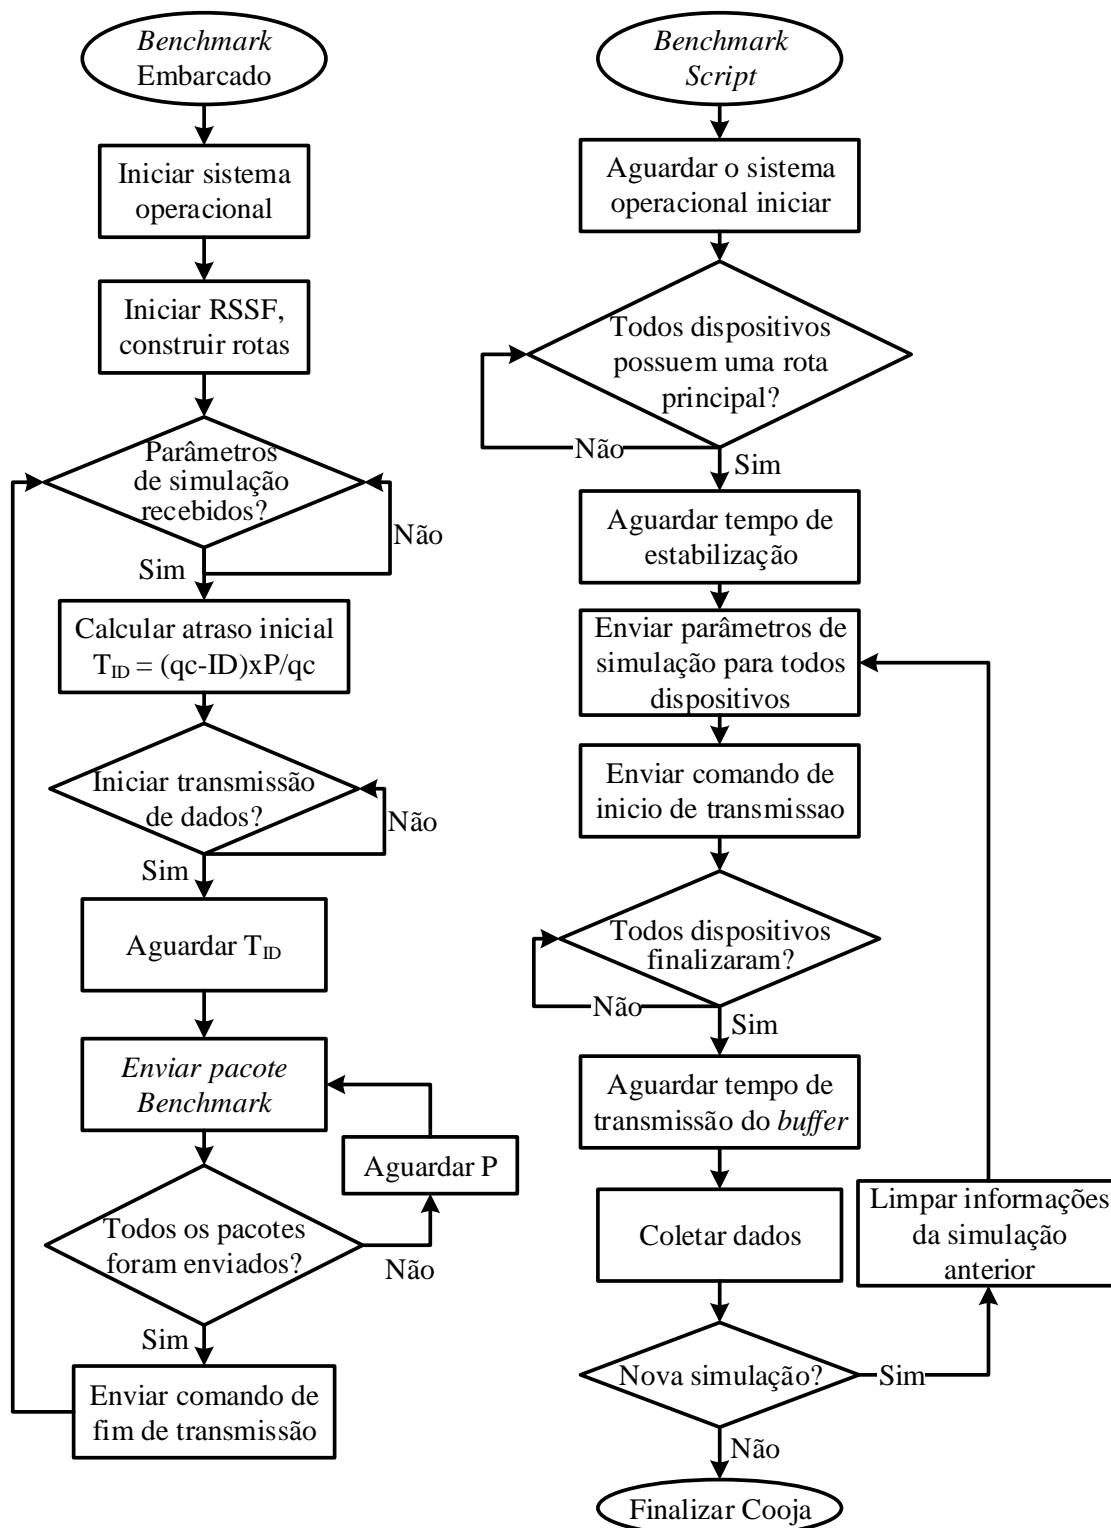 Benchmark
Embarcado
Iniciar sistema
operacional
Iniciar RSSF,
construir rotas
Parâmetros
de simulação
recebidos?
Não
Sim
Calcular atraso inicial
T_ID = (qc-ID)xP/qc
Iniciar transmissão
de dados?
Não
Sim
Aguardar T_ID
Enviar pacote
Benchmark
Aguardar P
Todos os pacotes
foram enviados?
Não
Sim
Enviar comando de
fim de transmissão
Benchmark
Script
Aguardar o sistema
operacional iniciar
Todos dispositivos
possuem uma rota
principal?
Não
Sim
Aguardar tempo de
estabilização
Enviar parâmetros de
simulação para todos
dispositivos
Enviar comando de
inicio de transmissao
Todos dispositivos
finalizaram?
Não
Sim
Aguardar tempo de
transmissão do buffer
Coletar dados
Limpar informações
da simulação
anterior
Nova simulação?
Sim
Não
Finalizar Cooja